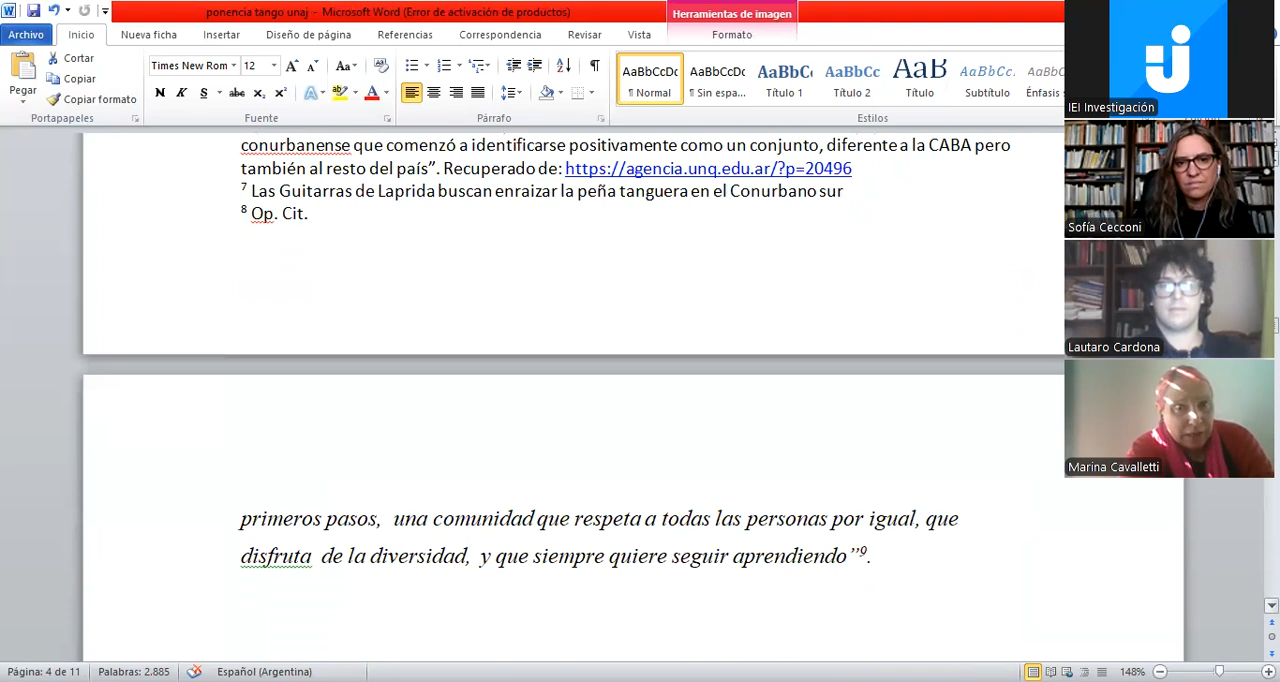 ponencia tango unaj - Microsoft Word (Error de activación de productos)
Herramientas de imagen
Archivo Inicio Nueva ficha Insertar Diseño de página Referencias Correspondencia Revisar Vista Formato
Pegar
Cortar
Copiar
Copiar formato
Portapapeles
Times New Rom 12
N K S abc x₂ x² A ab A
Fuente
Párrafo
AaBbCcDc AaBbCcDc AaBbC AaBbCc AaB AaBbCc. AaBbCc
¶ Normal ¶ Sin espa... Título 1 Título 2 Título Subtítulo Énfasis
Estilos
conurbanense que comenzó a identificarse positivamente como un conjunto, diferente a la CABA pero
también al resto del país”. Recuperado de: https://agencia.unq.edu.ar/?p=20496
⁷ Las Guitarras de Laprida buscan enraizar la peña tanguera en el Conurbano sur
⁸ Op. Cit.
primeros pasos, una comunidad que respeta a todas las personas por igual, que
disfruta de la diversidad, y que siempre quiere seguir aprendiendo”⁹.
IEI Investigación
Sofía Cecconi
Lautaro Cardona
Marina Cavalletti
Página: 4 de 11 Palabras: 2.885 Español (Argentina) 148%